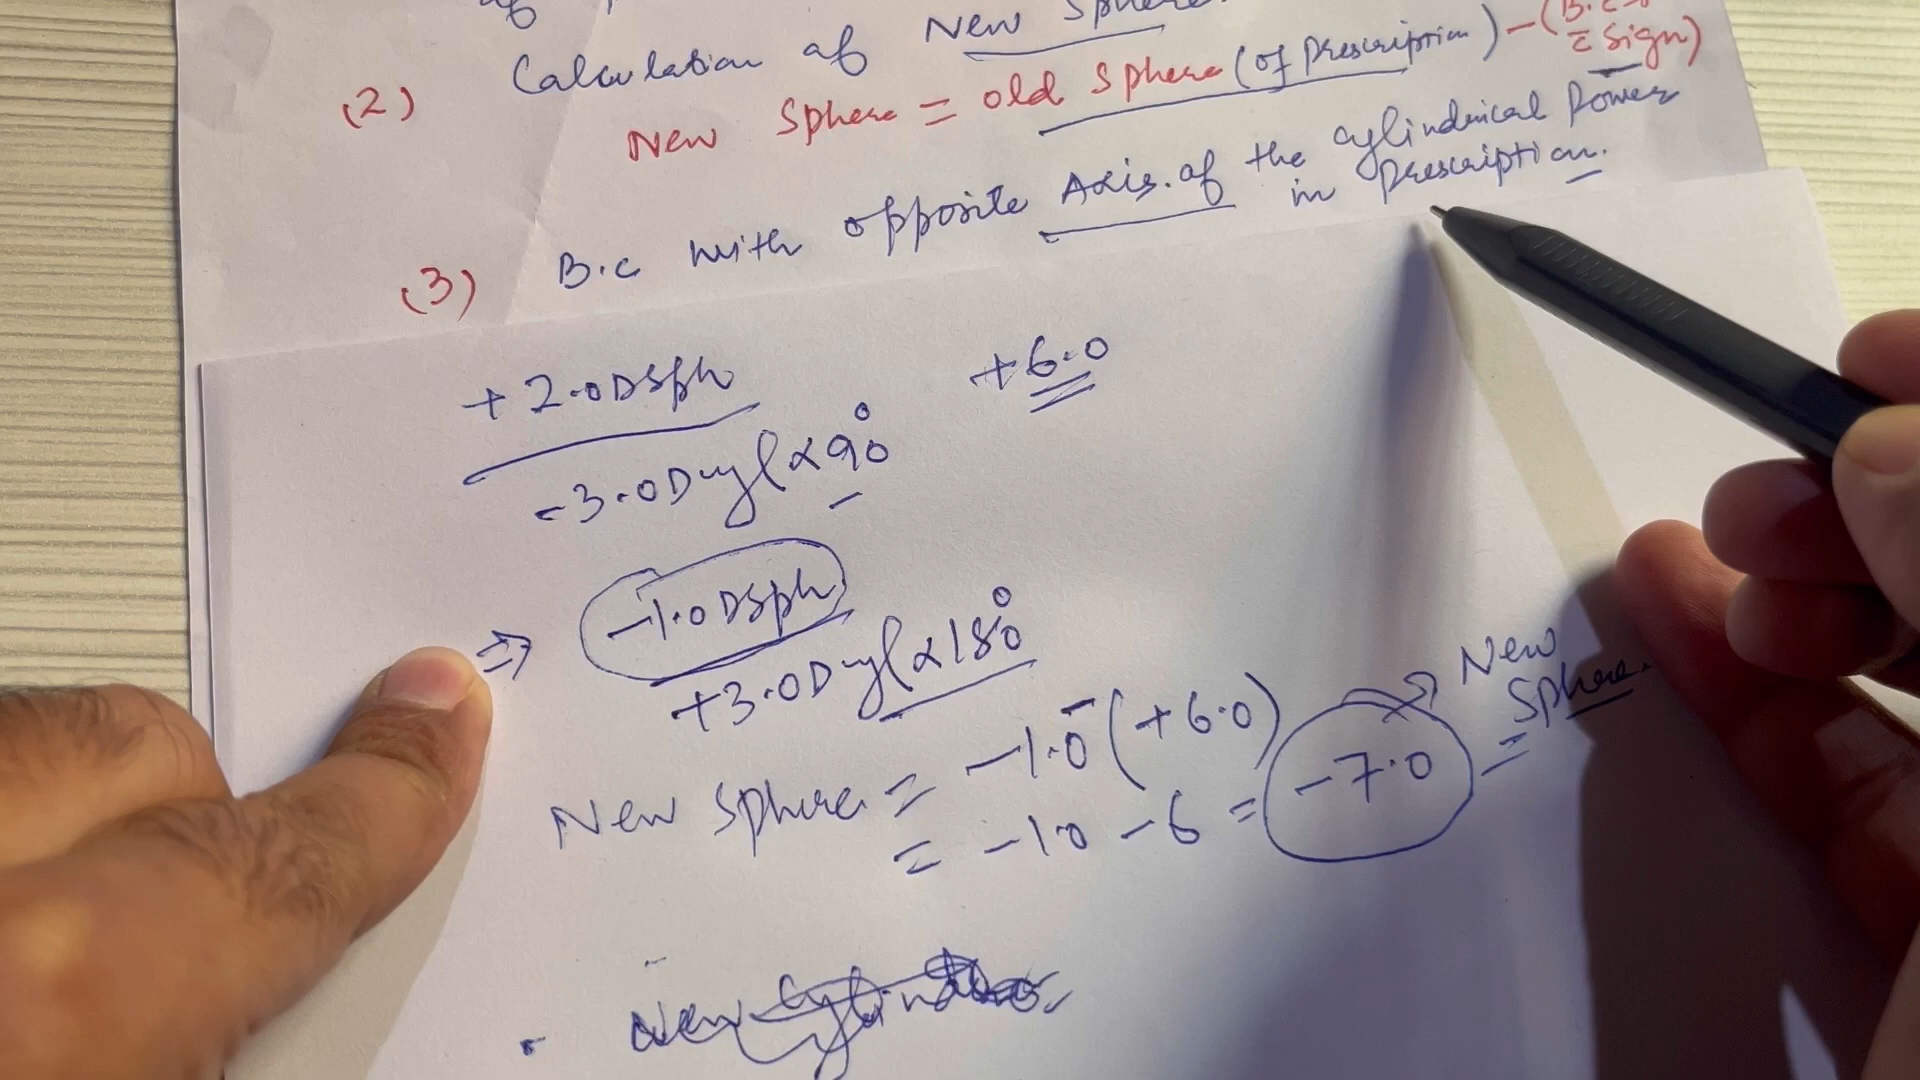 of
(2) Calculation of New Sphere.
New Sphere = old Sphere (of Prescription) - (B.C
c̄ Sign)
(3) B.C with opposite Axis. of the cylindrical Power in Prescription.
+2.0DSph +6.0
-3.0Dcyl x 90°
⇒ -1.0DSph
+3.0Dcyl x 180°
New Sphere = -1.0 - (+6.0)
= -1.0 - 6 = -7.0 → New Sphere.
New Cylinder